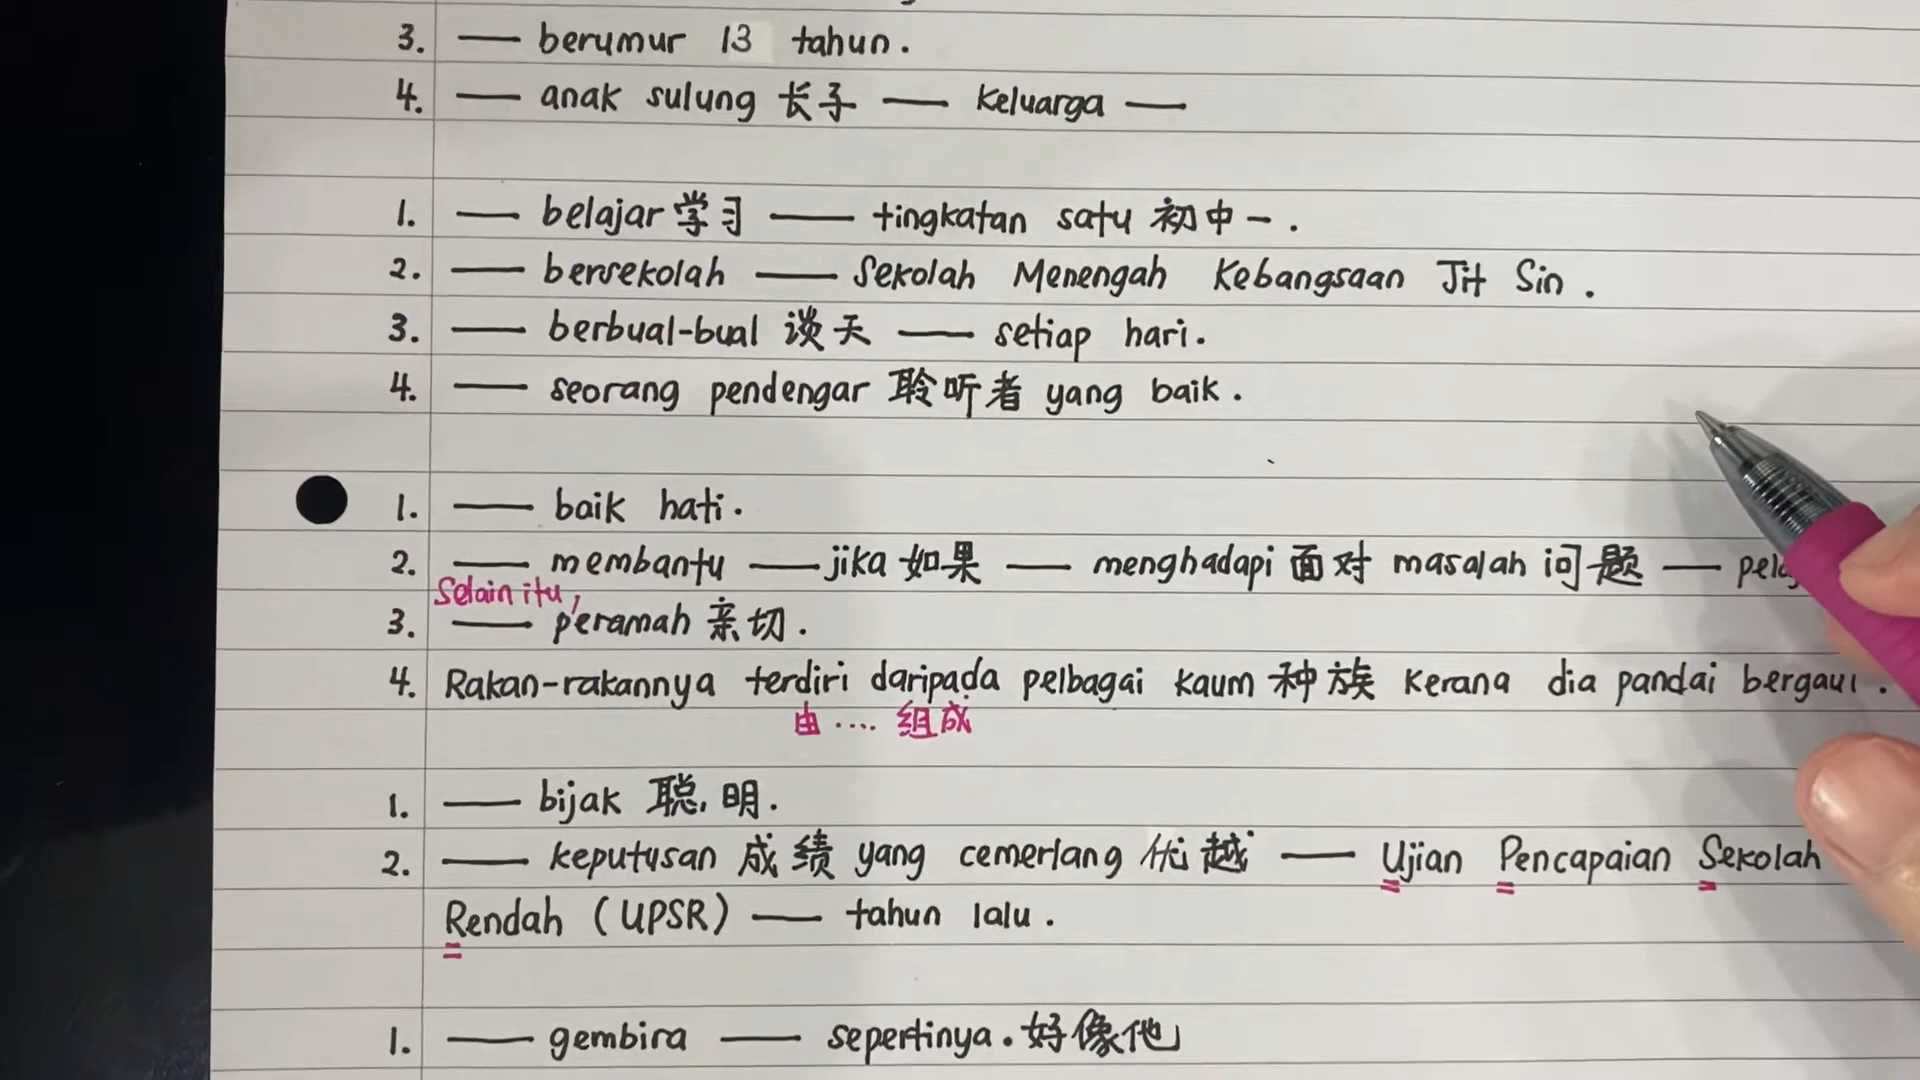 3. — berumur 13 tahun.
4. — anak sulung 长子 — keluarga —
1. — belajar 学习 — tingkatan satu 初中一.
2. — bersekolah — Sekolah Menengah Kebangsaan Jit Sin.
3. — berbual-bual 谈天 — setiap hari.
4. — seorang pendengar 聆听者 yang baik.
1. — baik hati.
2. — membantu — jika 如果 — menghadapi 面对 masalah 问题 —
Selain itu,
3. — peramah 亲切.
4. Rakan-rakannya terdiri daripada pelbagai kaum 种族 kerana dia pandai bergaul.
由 .... 组成
1. — bijak 聪明.
2. — keputusan 成绩 yang cemerlang 优越 — Ujian Pencapaian Sekolah
Rendah (UPSR) — tahun lalu.
1. — gembira — sepertinya. 好像他